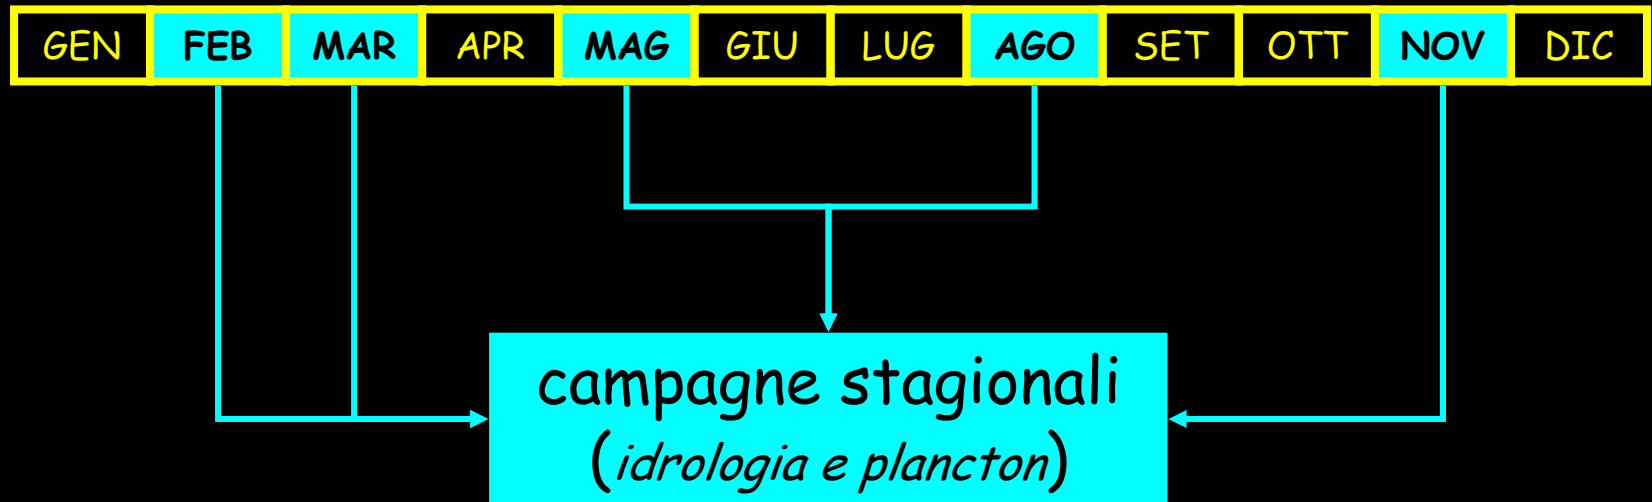 GEN FEB MAR APR MAG GIU LUG AGO SET OTT NOV DIC
campagne stagionali
(idrologia e plancton)